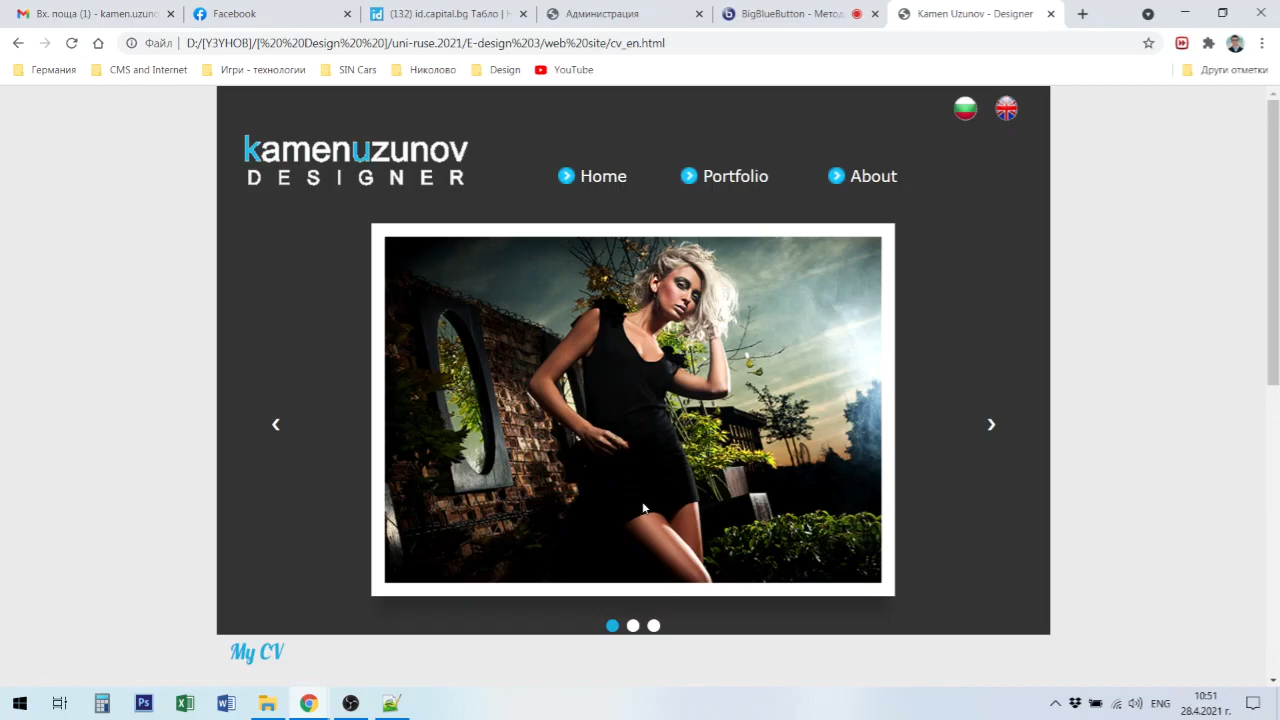 Вх. поща (1) - kamen.uzuno
Facebook
(132) id.capital.bg Табло | Н
Администрация
BigBlueButton - Метод
Kamen Uzunov - Designer
Файл
D:/[Y3YHOB]/[%20%20Design%20%20]/uni-ruse.2021/E-design%203/web%20site/cv_en.html
Германия
CMS and Internet
Игри - технологии
SIN Cars
Николово
Design
YouTube
Други отметки
kamenuzunov
DESIGNER
Home
Portfolio
About
‹
›
My CV
10:51
ENG
28.4.2021 г.